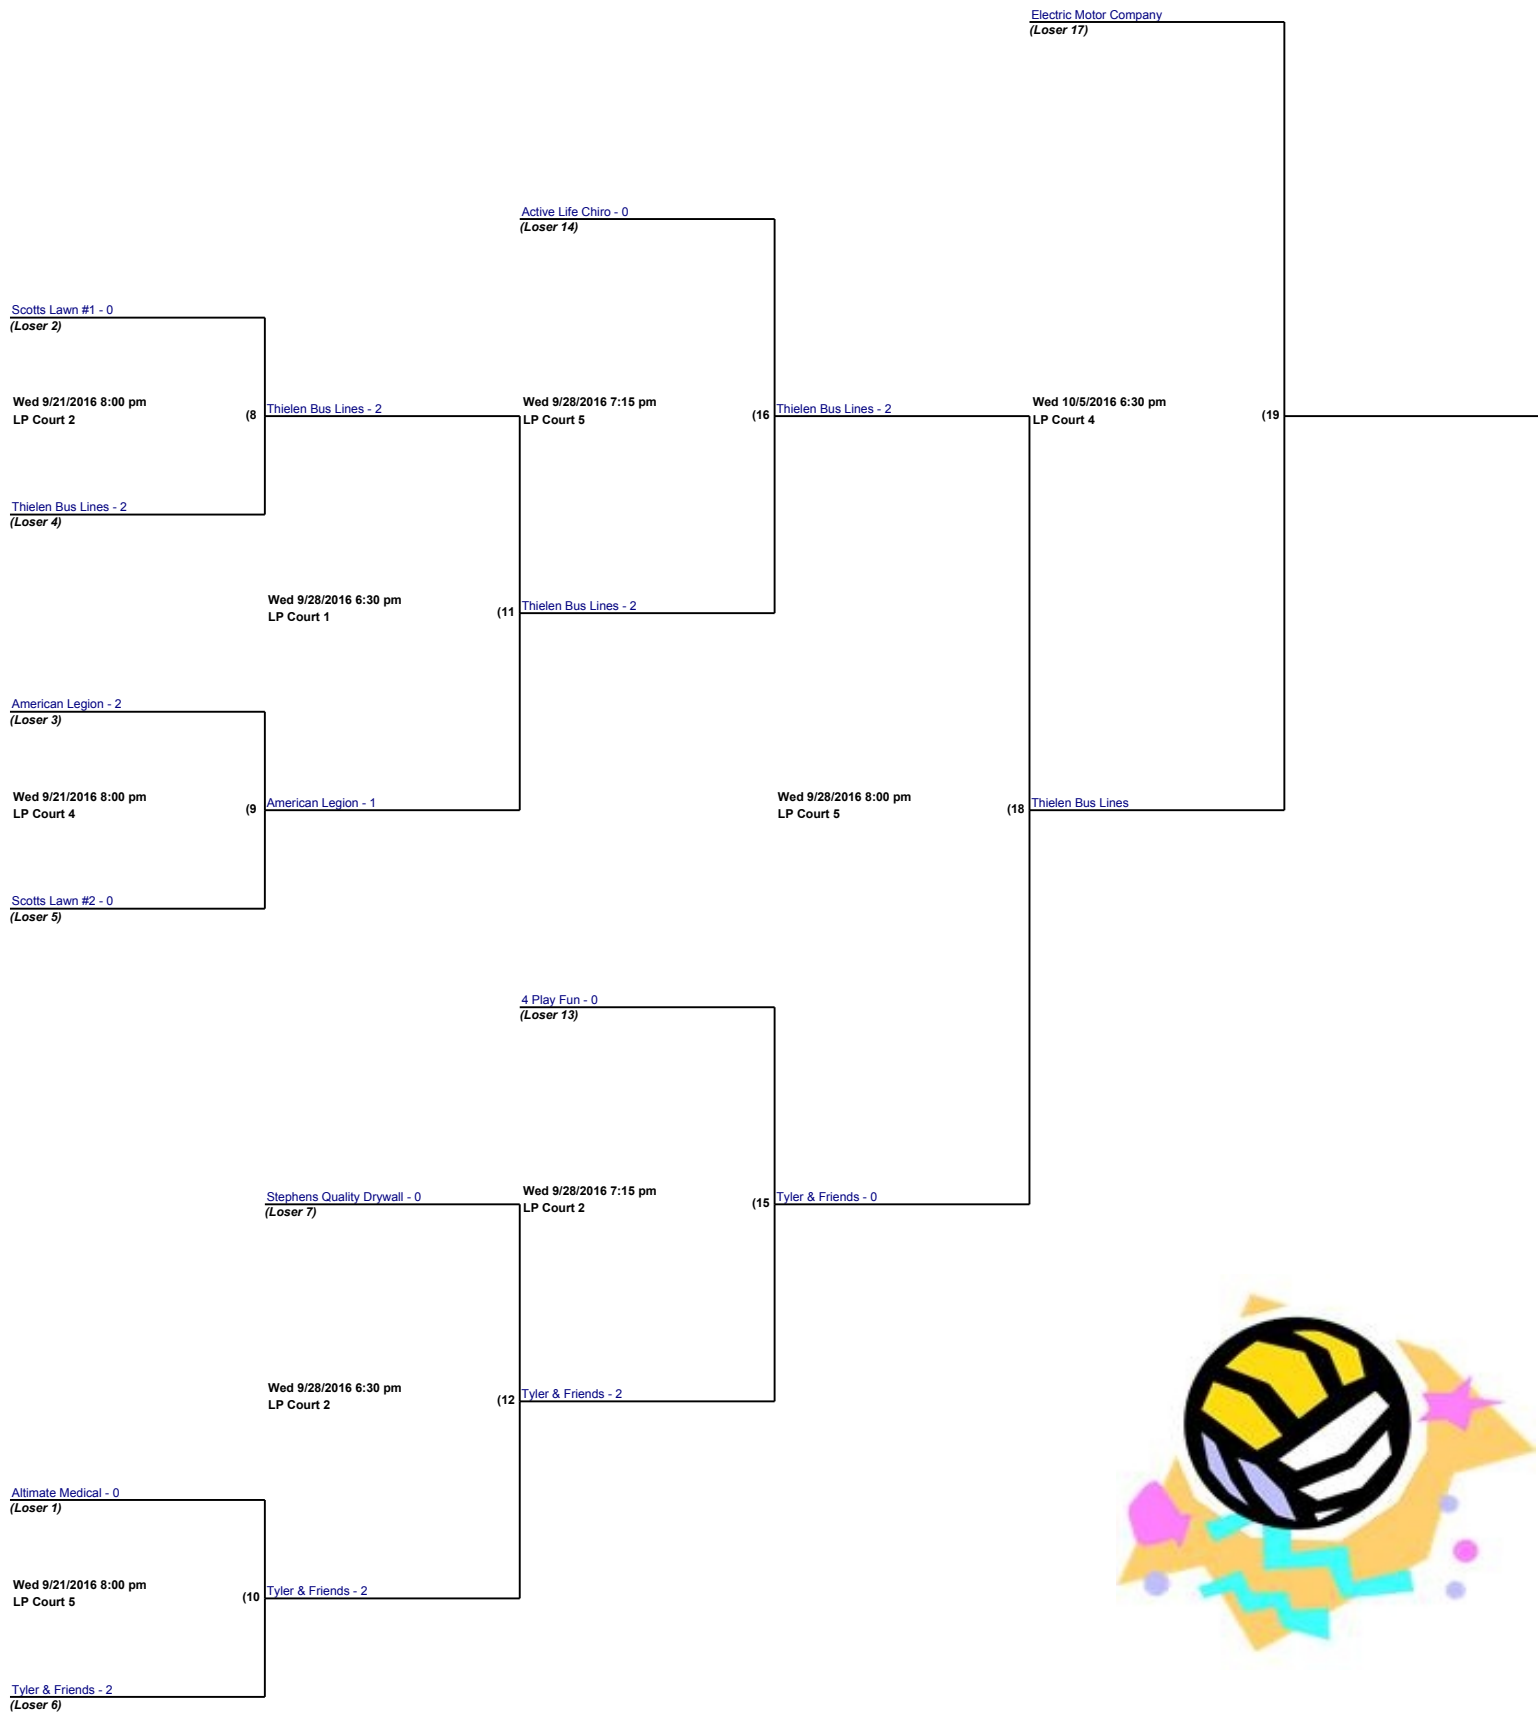 Electric Motor Company
(Loser 17)
Active Life Chiro - 0
(Loser 14)
Scotts Lawn #1 - 0
(Loser 2)
Wed 9/21/2016 8:00 pm
LP Court 2
(8
Thielen Bus Lines - 2
Wed 9/28/2016 7:15 pm
LP Court 5
(16
Thielen Bus Lines - 2
Wed 10/5/2016 6:30 pm
LP Court 4
(19
Thielen Bus Lines - 2
(Loser 4)
Wed 9/28/2016 6:30 pm
LP Court 1
(11
Thielen Bus Lines - 2
American Legion - 2
(Loser 3)
Wed 9/21/2016 8:00 pm
LP Court 4
(9
American Legion - 1
Wed 9/28/2016 8:00 pm
LP Court 5
(18
Thielen Bus Lines
Scotts Lawn #2 - 0
(Loser 5)
4 Play Fun - 0
(Loser 13)
Stephens Quality Drywall - 0
(Loser 7)
Wed 9/28/2016 7:15 pm
LP Court 2
(15
Tyler & Friends - 0
Wed 9/28/2016 6:30 pm
LP Court 2
(12
Tyler & Friends - 2
Altimate Medical - 0
(Loser 1)
Wed 9/21/2016 8:00 pm
LP Court 5
(10
Tyler & Friends - 2
Tyler & Friends - 2
(Loser 6)